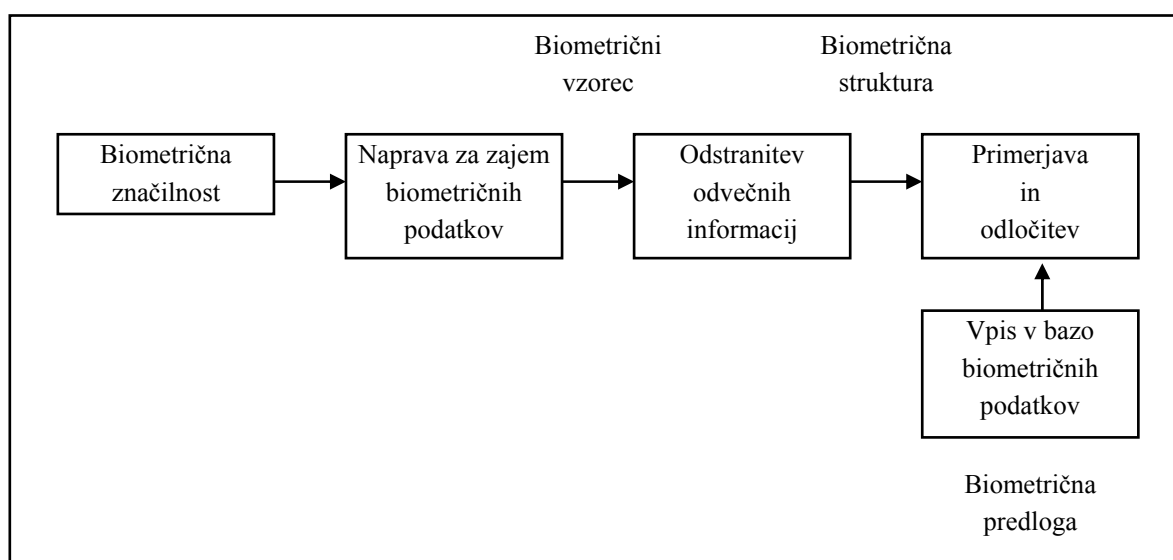 Biometrični
vzorec
Biometrična
struktura
Biometrična
značilnost
Naprava za zajem
biometričnih
podatkov
Odstranitev
odvečnih
informacij
Primerjava
in
odločitev
Vpis v bazo
biometričnih
podatkov
Biometrična
predloga